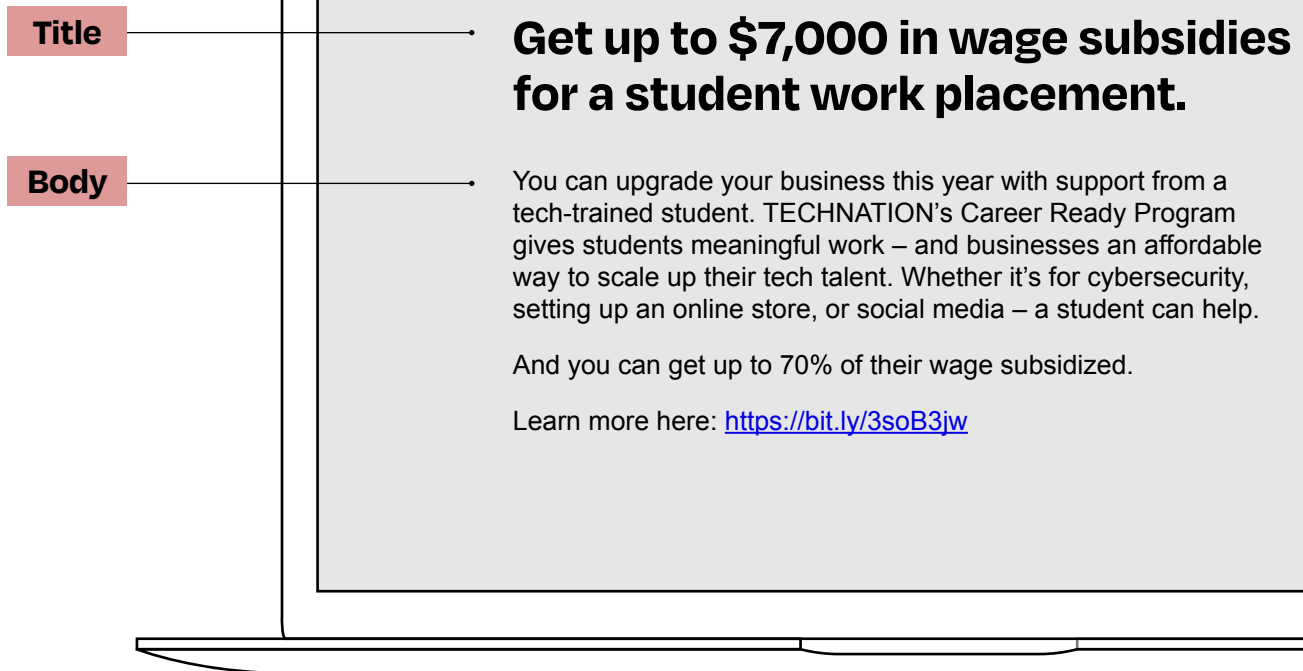 Title
Get up to $7,000 in wage subsidies
for a student work placement.
Body
You can upgrade your business this year with support from a
tech-trained student. TECHNATION’s Career Ready Program
gives students meaningful work – and businesses an affordable
way to scale up their tech talent. Whether it’s for cybersecurity,
setting up an online store, or social media – a student can help.
And you can get up to 70% of their wage subsidized.
Learn more here: https://bit.ly/3soB3jw